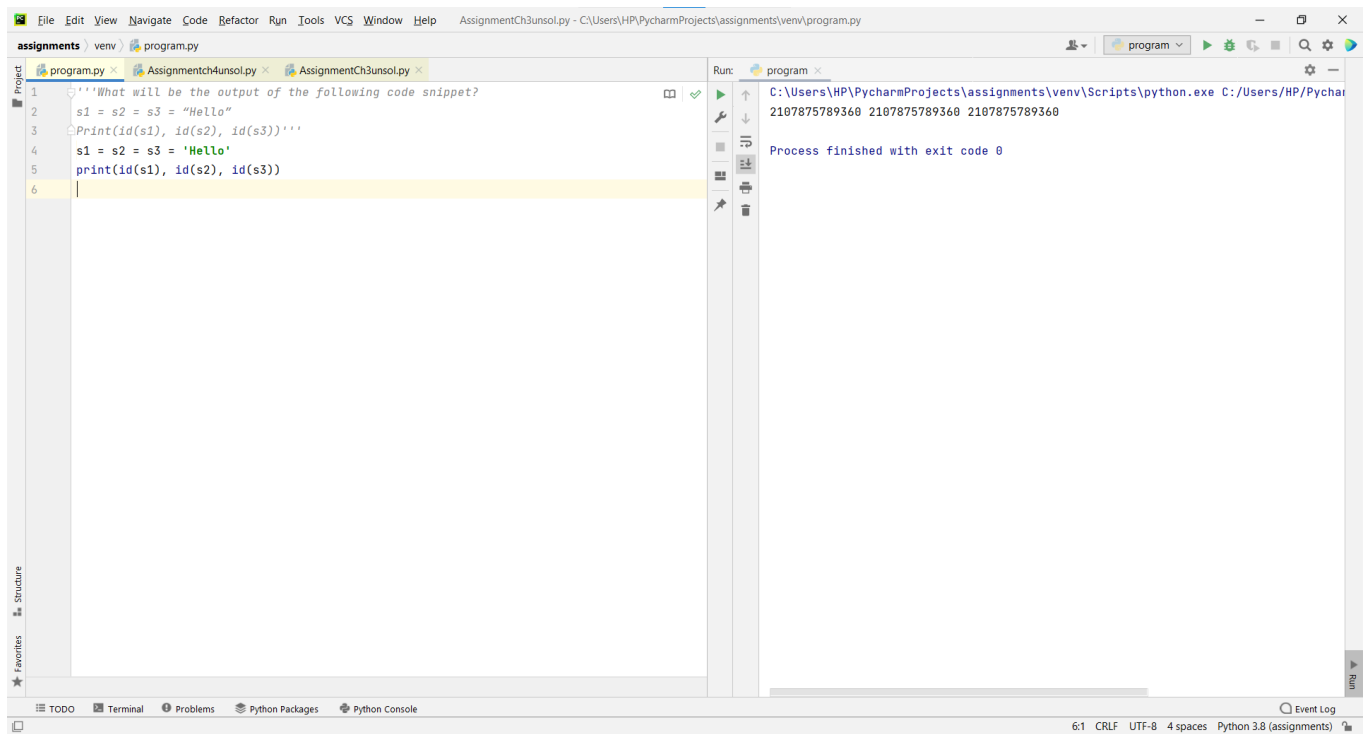 File Edit View Navigate Code Refactor Run Tools VCS Window Help AssignmentCh3unsol.py - C:\Users\HP\PycharmProjects\assignments\venv\program.py
assignments venv program.py program
program.py Assignmentch4unsol.py AssignmentCh3unsol.py Run: program
Project
1 '''What will be the output of the following code snippet?
2 s1 = s2 = s3 = “Hello”
3 Print(id(s1), id(s2), id(s3))'''
4 s1 = s2 = s3 = 'Hello'
5 print(id(s1), id(s2), id(s3))
6
C:\Users\HP\PycharmProjects\assignments\venv\Scripts\python.exe C:/Users/HP/Pychar
2107875789360 2107875789360 2107875789360
Process finished with exit code 0
Structure
Favorites
Run
TODO Terminal Problems Python Packages Python Console Event Log
6:1 CRLF UTF-8 4 spaces Python 3.8 (assignments)